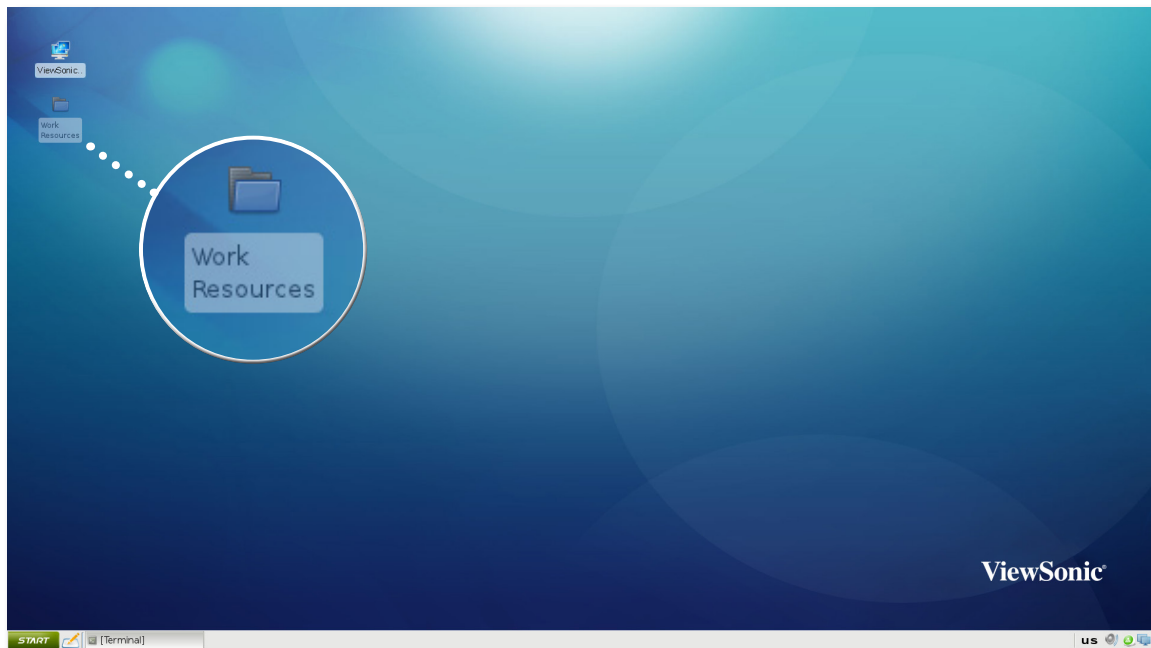 ViewSonic..
Work
Resources
Work
Resources
ViewSonic®
START
[Terminal]
us